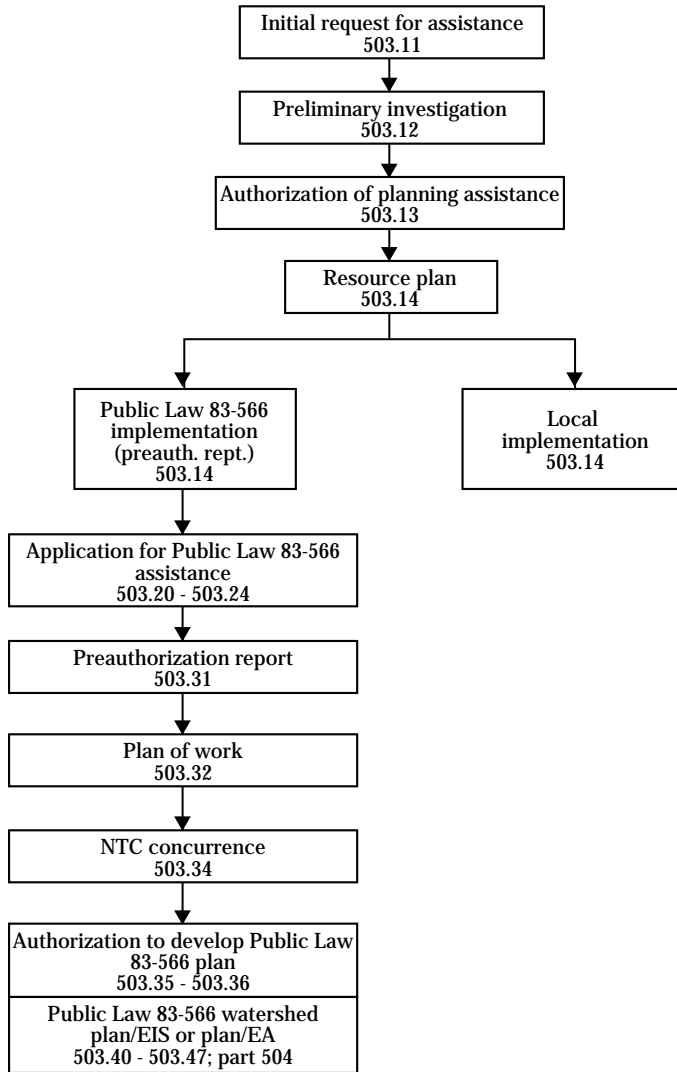 Initial request for assistance
503.11
Preliminary investigation
503.12
Authorization of planning assistance
503.13
Resource plan
503.14
Public Law 83-566
implementation
(preauth. rept.)
503.14
Local
implementation
503.14
Application for Public Law 83-566
assistance
503.20 - 503.24
Preauthorization report
503.31
Plan of work
503.32
NTC concurrence
503.34
Authorization to develop Public Law
83-566 plan
503.35 - 503.36
Public Law 83-566 watershed
plan/EIS or plan/EA
503.40 - 503.47; part 504